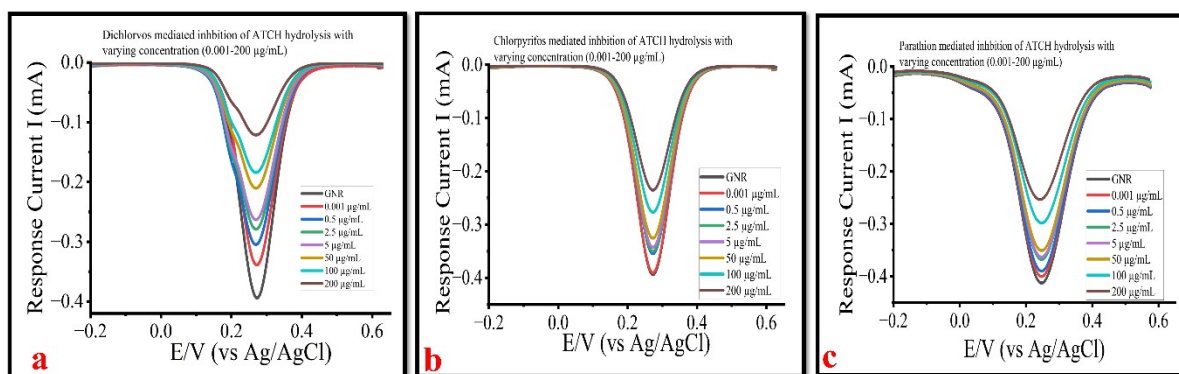 Dichlorvos mediated inhbition of ATCH hydrolysis with
varying concentration (0.001-200 µg/mL)
Response Current I (mA)
0.0
−0.1
−0.2
−0.3
−0.4
GNR
0.001 µg/mL
0.5 µg/mL
2.5 µg/mL
5 µg/mL
50 µg/mL
100 µg/mL
200 µg/mL
−0.2 0.0 0.2 0.4 0.6
E/V (vs Ag/AgCl)
a
Chlorpyrifos mediated inhbition of ATCH hydrolysis with
varying concentration (0.001-200 µg/mL)
Response Current I (mA)
0.0
−0.1
−0.2
−0.3
−0.4
−0.5
GNR
0.001 µg/mL
0.5 µg/mL
2.5 µg/mL
5 µg/mL
50 µg/mL
100 µg/mL
200 µg/mL
−0.2 0.0 0.2 0.4 0.6
E/V (vs Ag/AgCl)
b
Parathion mediated inhbition of ATCH hydrolysis with
varying concentration (0.001-200 µg/mL)
Response Current I (mA)
0.0
−0.1
−0.2
−0.3
−0.4
GNR
0.001 µg/mL
0.5 µg/mL
2.5 µg/mL
5 µg/mL
50 µg/mL
100 µg/mL
200 µg/mL
−0.2 0.0 0.2 0.4 0.6
E/V (vs Ag/AgCl)
c